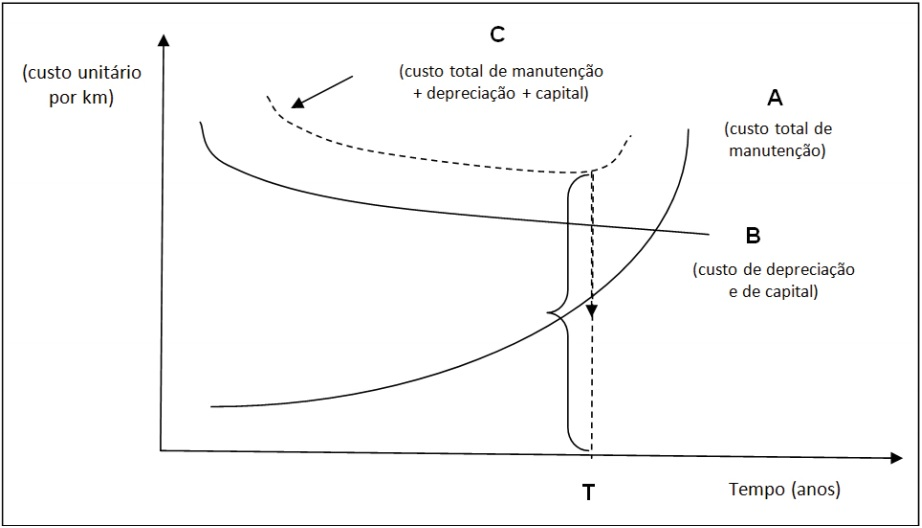 C
(custo unitário
por km)
(custo total de manutenção
+ depreciação + capital)
A
(custo total de
manutenção)
B
(custo de depreciação
e de capital)
T
Tempo (anos)